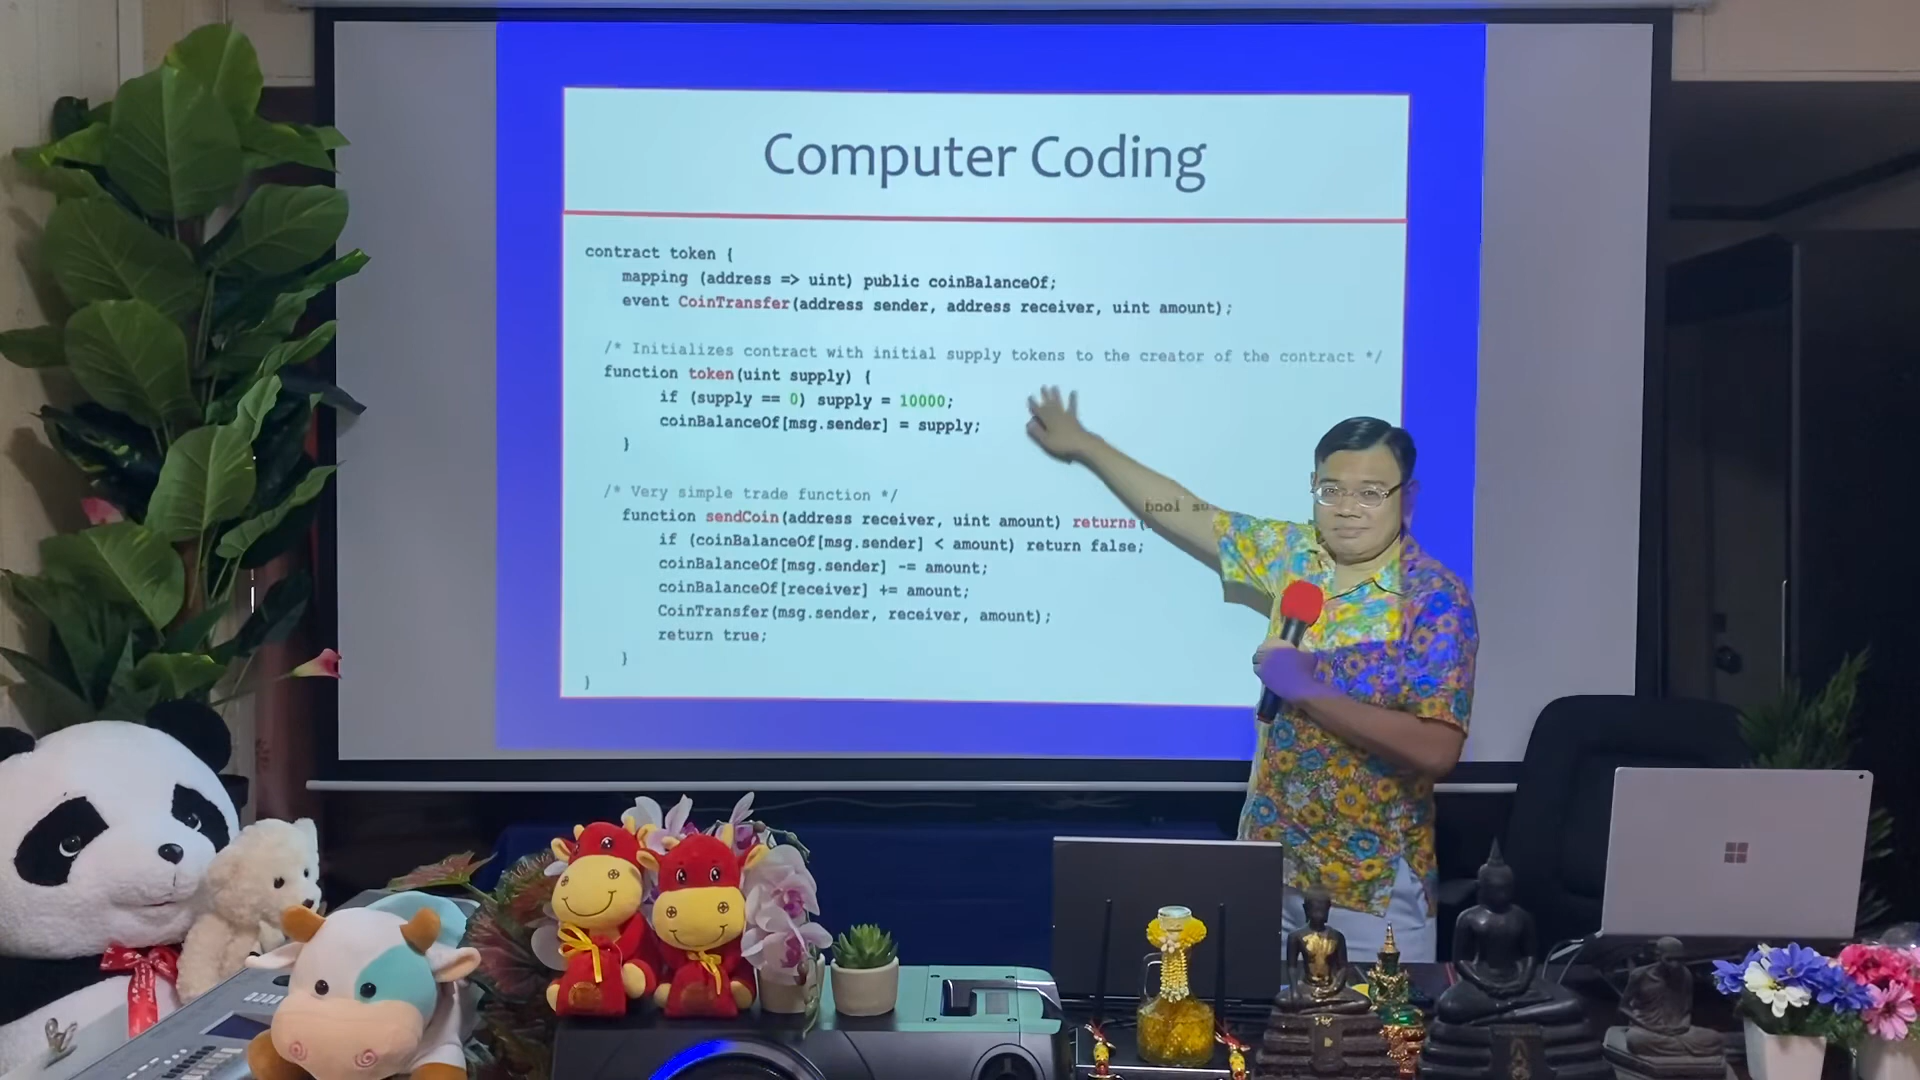 Computer Coding
contract token {
mapping (address => uint) public coinBalanceOf;
event CoinTransfer(address sender, address receiver, uint amount);
/* Initializes contract with initial supply tokens to the creator of the contract */
function token(uint supply) {
if (supply == 0) supply = 10000;
coinBalanceOf[msg.sender] = supply;
}
/* Very simple trade function */
function sendCoin(address receiver, uint amount) returns( bool su
if (coinBalanceOf[msg.sender] < amount) return false;
coinBalanceOf[msg.sender] -= amount;
coinBalanceOf[receiver] += amount;
CoinTransfer(msg.sender, receiver, amount);
return true;
}
}